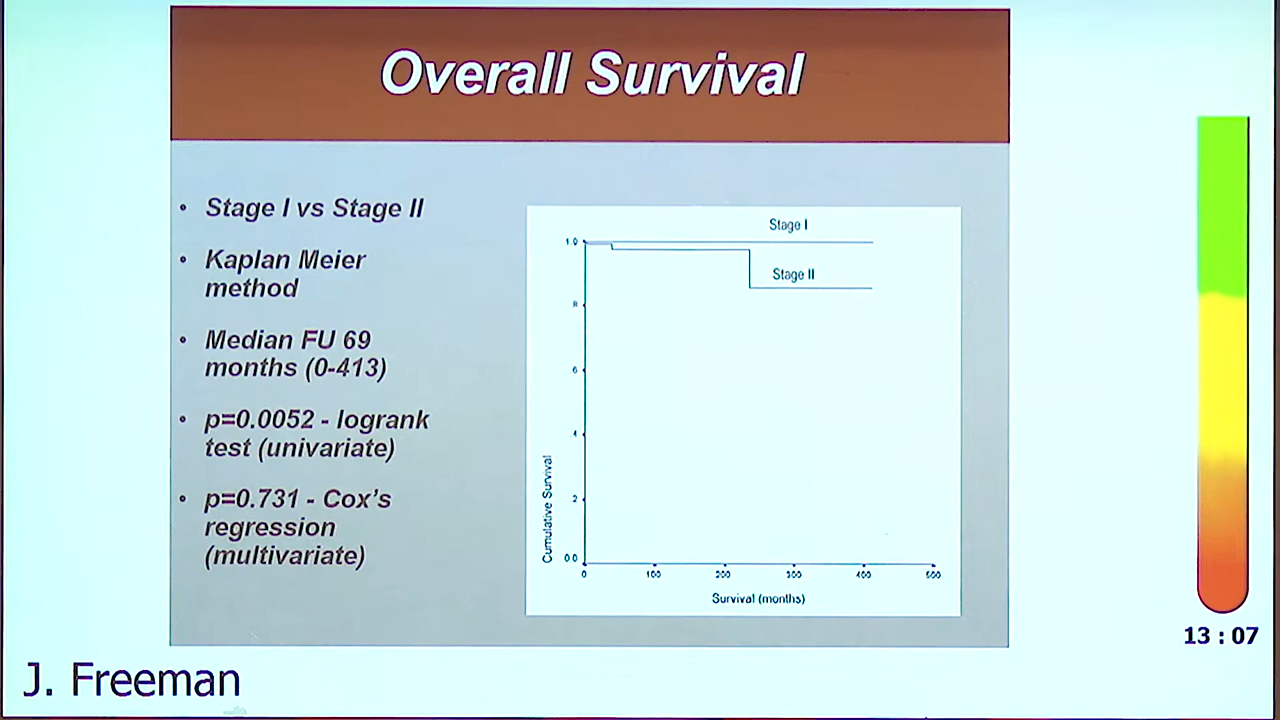 Overall Survival
• Stage I vs Stage II
• Kaplan Meier
method
• Median FU 69
months (0-413)
• p=0.0052 - logrank
test (univariate)
• p=0.731 - Cox's
regression
(multivariate)
Stage I
Stage II
1.0
.8
.6
.4
.2
0.0
Cumulative Survival
0 100 200 300 400 500
Survival (months)
13 : 07
J. Freeman